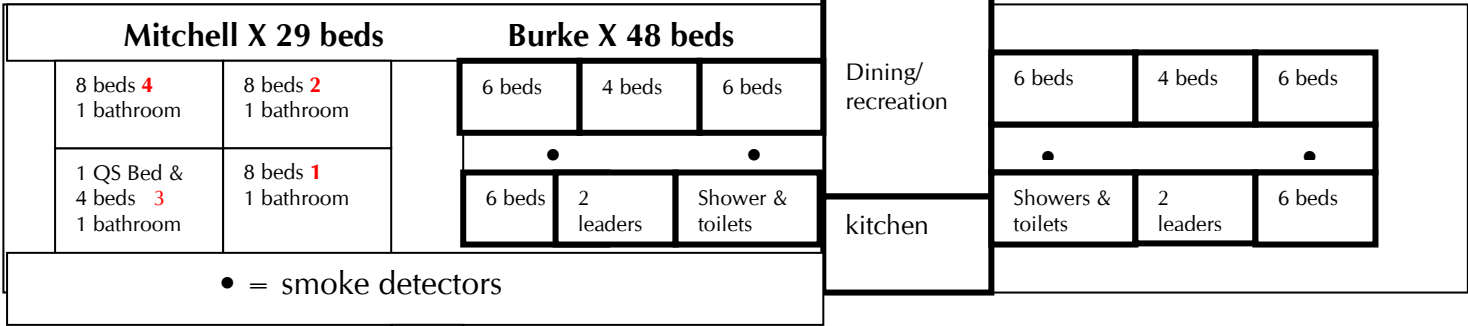 Mitchell X 29 beds
Burke X 48 beds
8 beds 4
1 bathroom
8 beds 2
1 bathroom
1 QS Bed &
4 beds 3
1 bathroom
8 beds 1
1 bathroom
6 beds
4 beds
6 beds
6 beds
2
leaders
Shower &
toilets
Dining/
recreation
kitchen
6 beds
4 beds
6 beds
Showers &
toilets
2
leaders
6 beds
• = smoke detectors